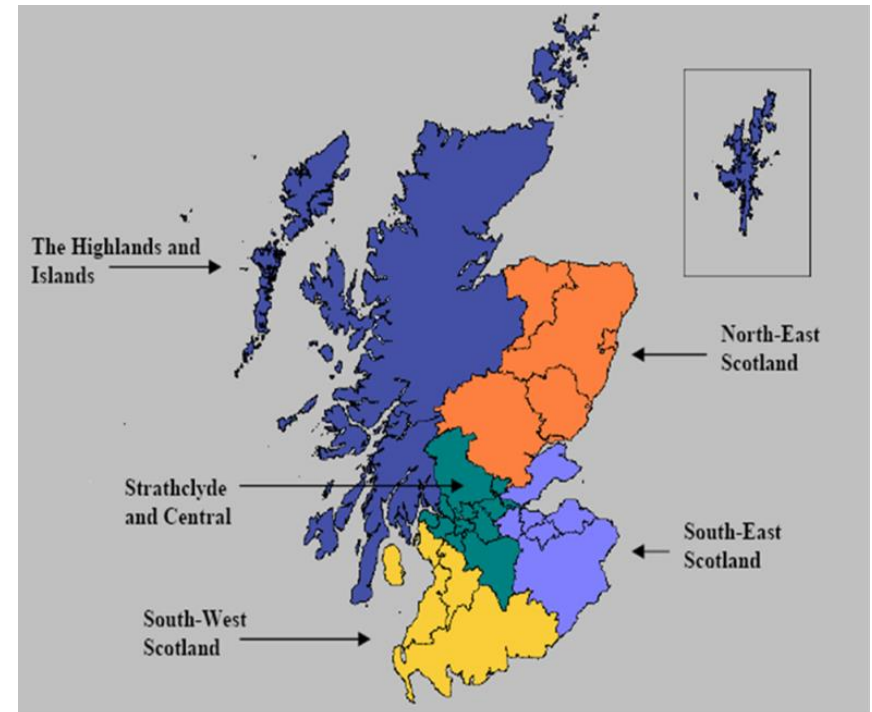 The Highlands and
Islands
North-East
Scotland
Strathclyde
and Central
South-East
Scotland
South-West
Scotland